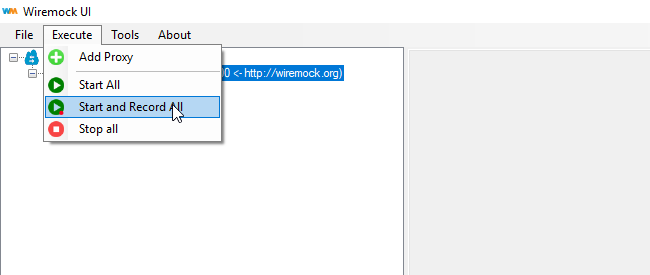 WM Wiremock UI
File Execute Tools About
Add Proxy
0 <- http://wiremock.org)
Start All
Start and Record All
Stop all